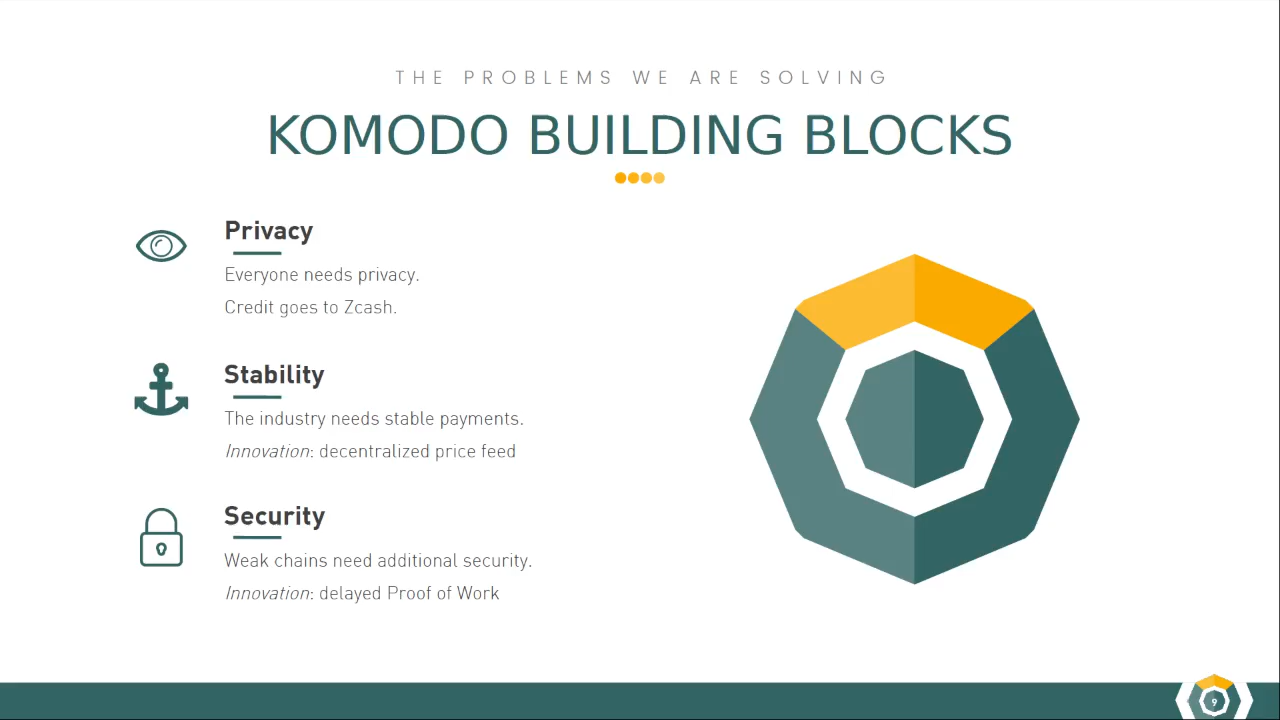 THE PROBLEMS WE ARE SOLVING
KOMODO BUILDING BLOCKS
Privacy
Everyone needs privacy.
Credit goes to Zcash.
Stability
The industry needs stable payments.
Innovation: decentralized price feed
Security
Weak chains need additional security.
Innovation: delayed Proof of Work
9